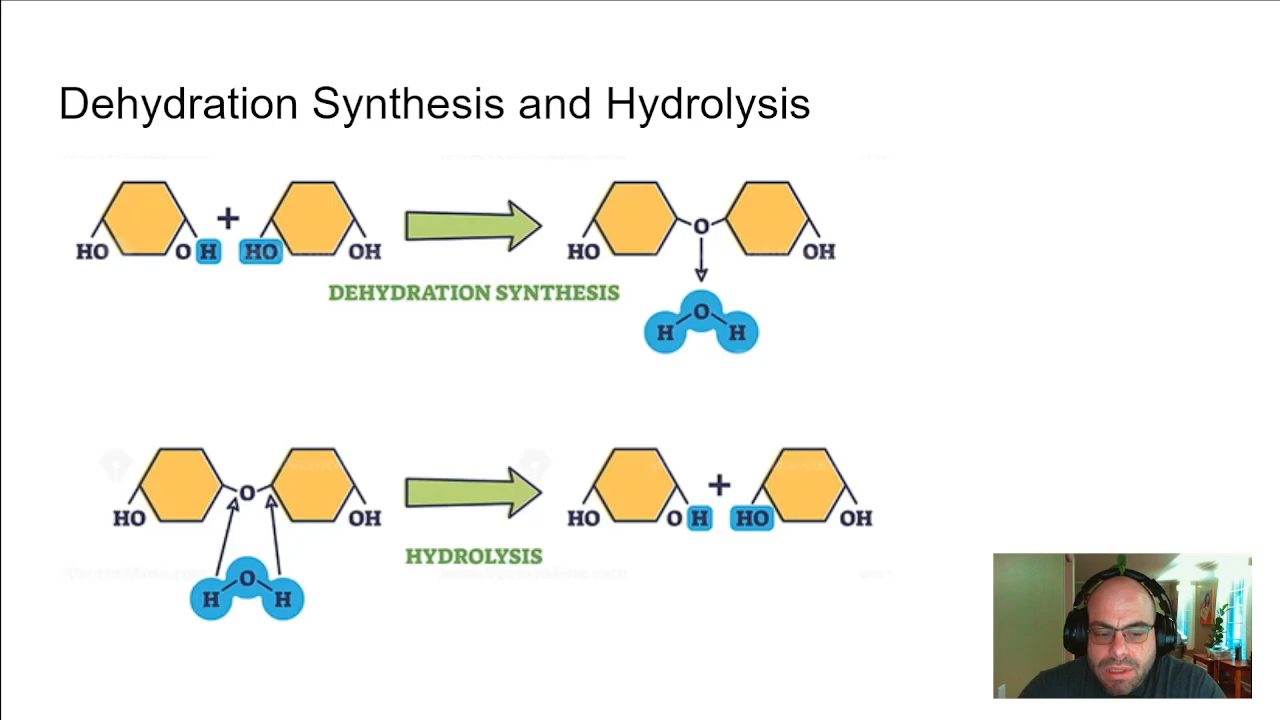 Dehydration Synthesis and Hydrolysis
HO O H + HO OH HO O OH
DEHYDRATION SYNTHESIS
H O H
HO O OH HO O H + HO OH
HYDROLYSIS
H O H